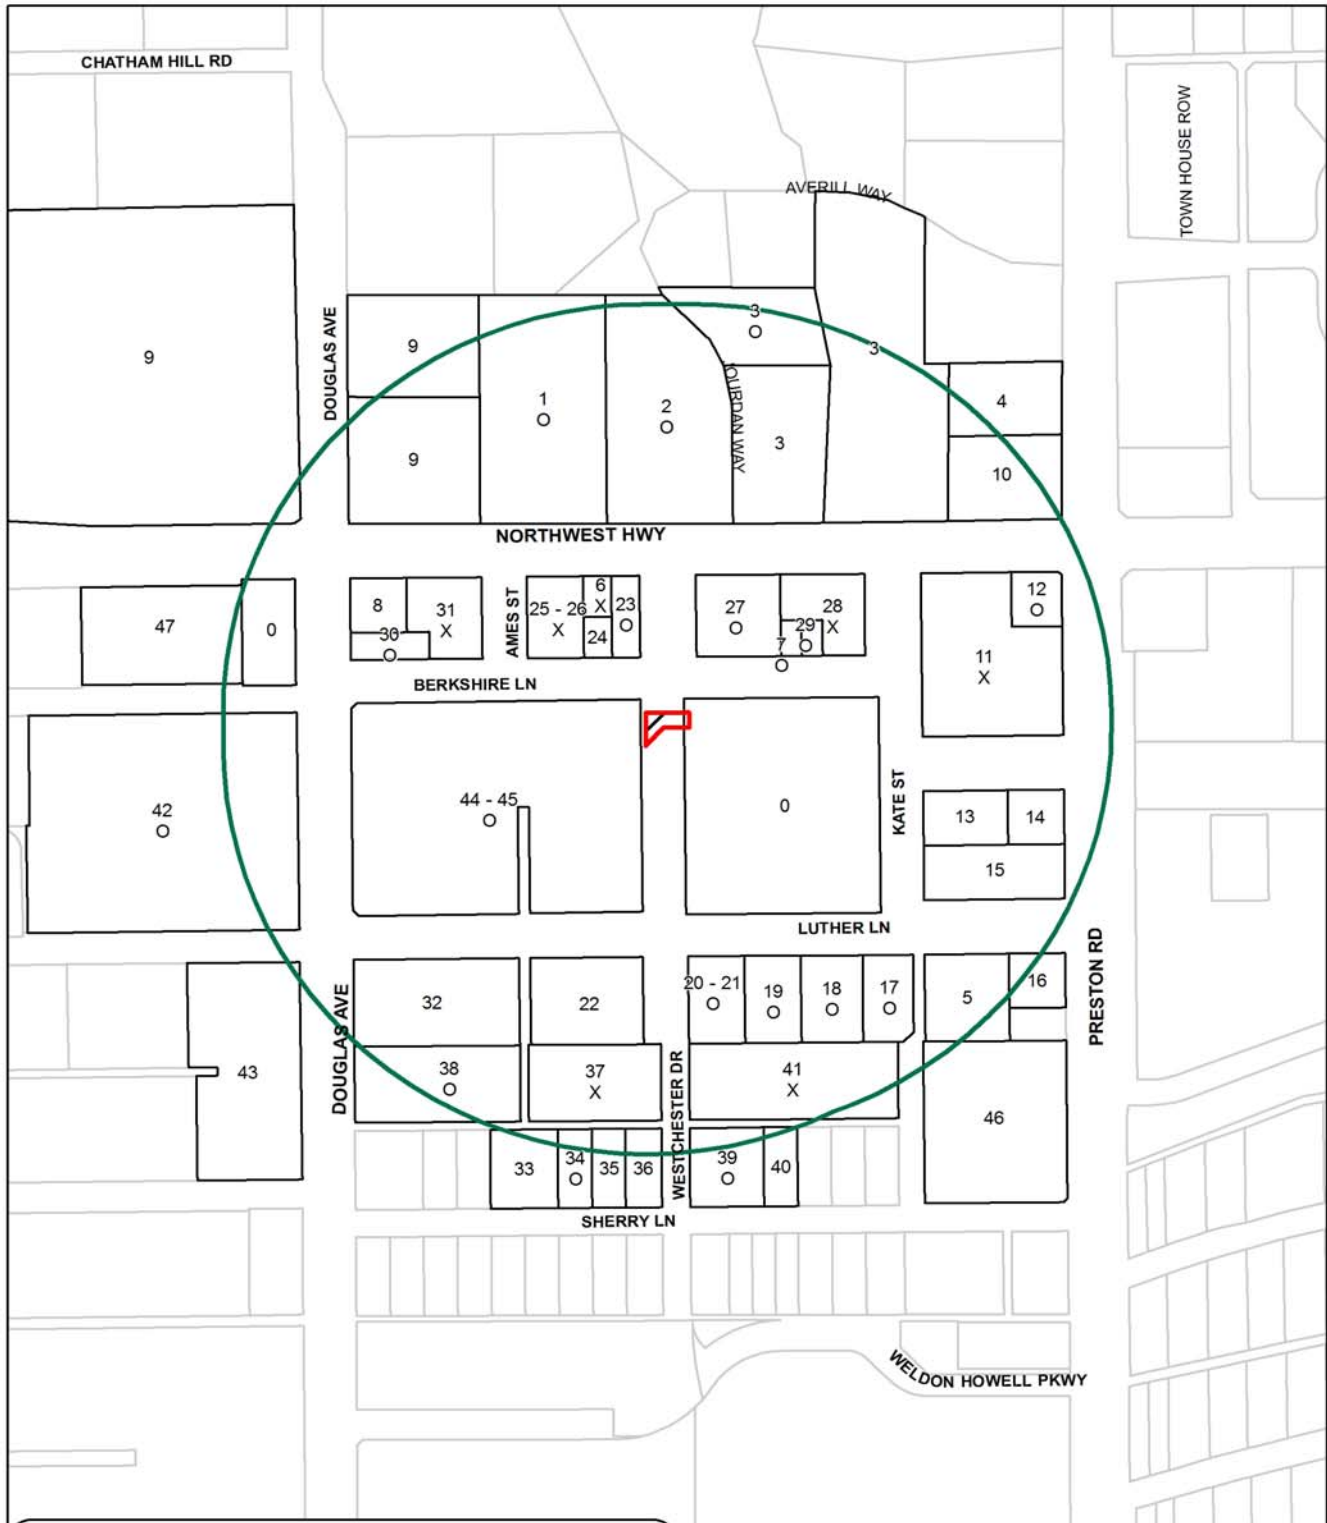 CHATHAM HILL RD
TOWN HOUSE ROW
AVERILL WAY
9
DOUGLAS AVE
9
1
O
2
O
3
O
3
4
JOURDAN WAY
9
3
10
NORTHWEST HWY
47
0
8
31
X
30
O
AMES ST
25 - 26
X
6
X
23
O
24
27
O
28
X
29
O
7
O
12
O
11
X
BERKSHIRE LN
42
O
44 - 45
O
0
KATE ST
13
14
15
LUTHER LN
PRESTON RD
DOUGLAS AVE
32
22
20 - 21
O
19
O
18
O
17
O
5
16
43
38
O
37
X
WESTCHESTER DR
41
X
46
33
34
O
35
36
39
O
40
SHERRY LN
WELDON HOWELL PKWY